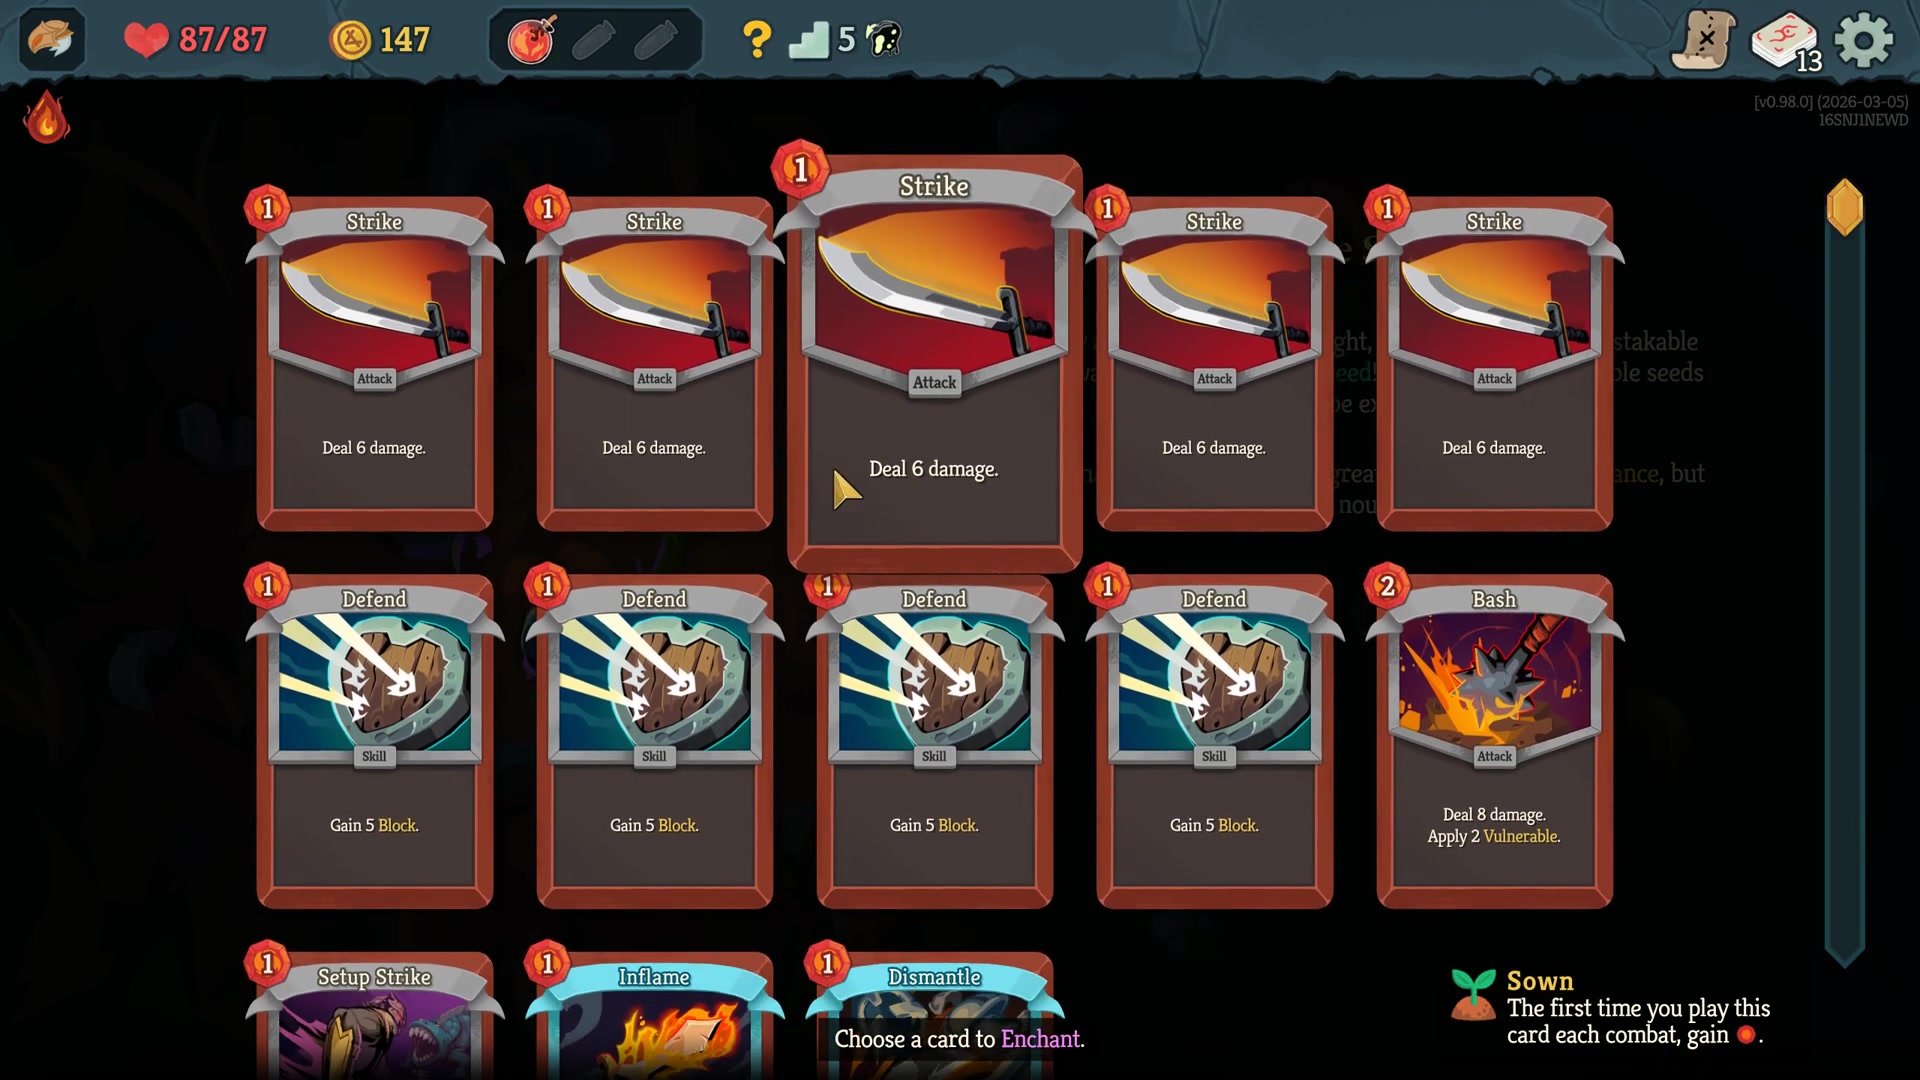 87/87
147
5
13
[v0.98.0] (2026-03-05)
16SNJ1NEWD
1
Strike
Attack
Deal 6 damage.
1
Strike
Attack
Deal 6 damage.
1
Strike
Attack
Deal 6 damage.
1
Strike
Attack
Deal 6 damage.
1
Strike
Attack
Deal 6 damage.
1
Defend
Skill
Gain 5 Block.
1
Defend
Skill
Gain 5 Block.
1
Defend
Skill
Gain 5 Block.
1
Defend
Skill
Gain 5 Block.
2
Bash
Attack
Deal 8 damage.
Apply 2 Vulnerable.
1
Setup Strike
1
Inflame
1
Dismantle
Choose a card to Enchant.
Sown
The first time you play this
card each combat, gain .